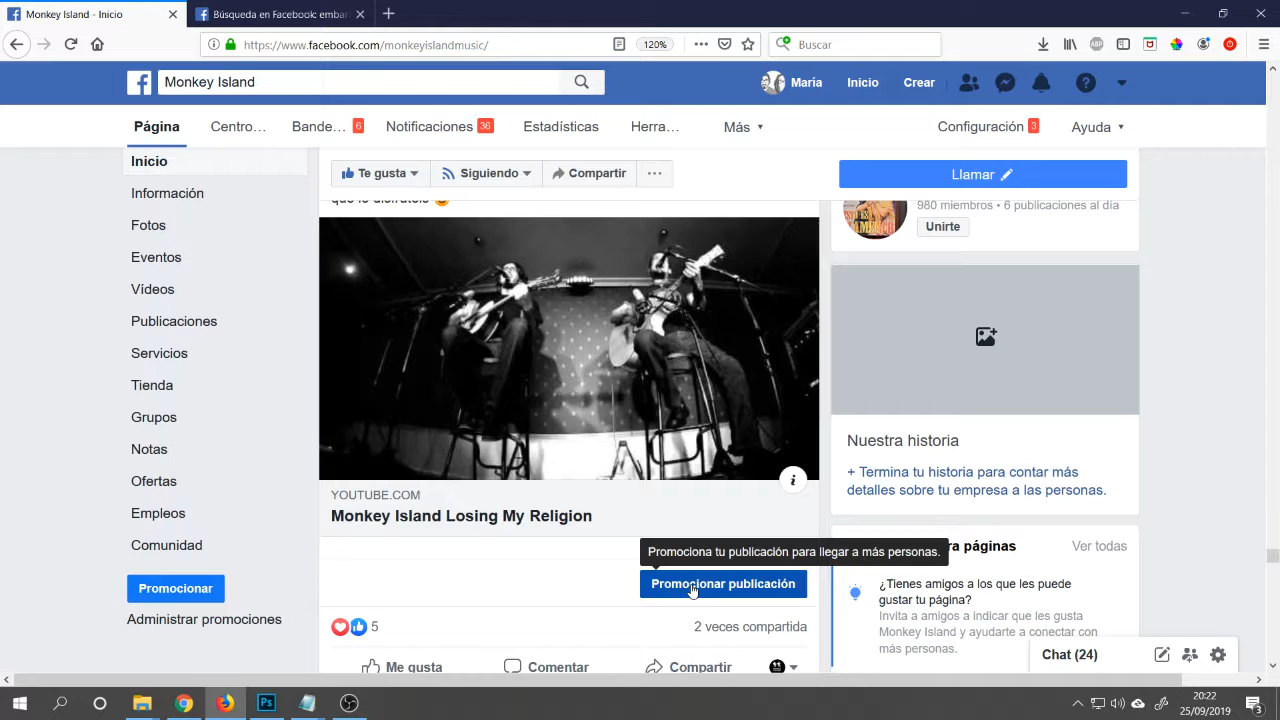 Monkey Island - Inicio
Búsqueda en Facebook: embar
https://www.facebook.com/monkeyislandmusic/
120%
Buscar
Monkey Island
María
Inicio
Crear
Página
Centro…
Bande… 6
Notificaciones 36
Estadísticas
Herra…
Más
Configuración 3
Ayuda
Inicio
Información
Fotos
Eventos
Vídeos
Publicaciones
Servicios
Tienda
Grupos
Notas
Ofertas
Empleos
Comunidad
Promocionar
Administrar promociones
Te gusta
Siguiendo
Compartir
Llamar
YOUTUBE.COM
Monkey Island Losing My Religion
Promociona tu publicación para llegar a más personas.
Promocionar publicación
5
2 veces compartida
Me gusta
Comentar
Compartir
980 miembros • 6 publicaciones al día
Unirte
Nuestra historia
+ Termina tu historia para contar más
detalles sobre tu empresa a las personas.
ra páginas
Ver todas
¿Tienes amigos a los que les puede
gustar tu página?
Invita a amigos a indicar que les gusta
Monkey Island y ayudarte a conectar con
más personas.
Chat (24)
20:22
25/09/2019
3